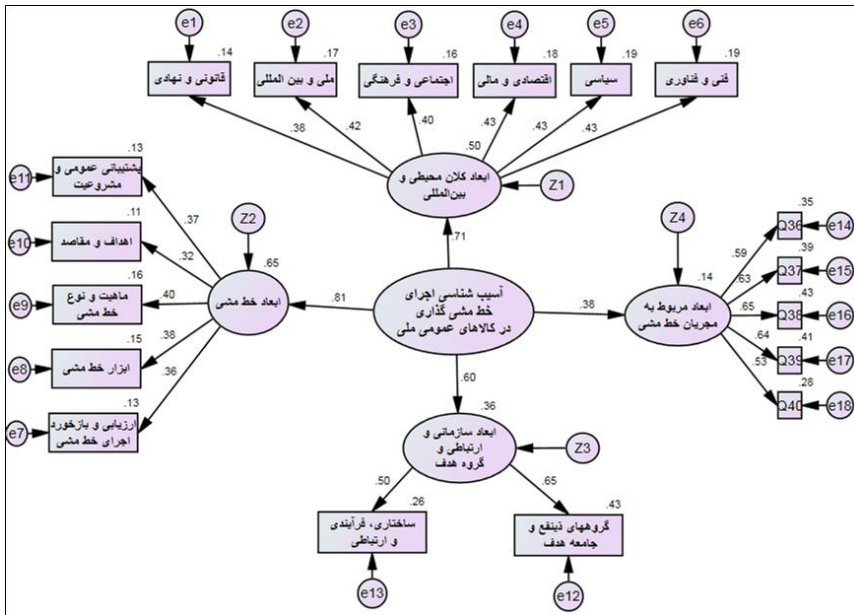 e1
e2
e3
e4
e5
e6
.14
.17
.16
.18
.19
.19
قانونی و نهادی
ملی و بین المللی
اجتماعی و فرهنگی
اقتصادی و مالی
سیاسی
فنی و فناوری
.38
.42
.40
.43
.43
.43
.50
ابعاد کلان محیطی و
بین‌المللی
Z1
.71
e11
.13
پشتیبانی عمومی و
مشروعیت
.37
e10
.11
اهداف و مقاصد
.32
e9
.16
ماهیت و نوع
خط مشی
.40
e8
.15
ابزار خط مشی
.38
e7
.13
ارزیابی و بازخورد
اجرای خط مشی
.36
Z2
.65
ابعاد خط مشی
.81
آسیب شناسی اجرای
خط مشی گذاری
در کالاهای عمومی ملی
.38
Z4
.14
ابعاد مربوط به
مجریان خط مشی
.59
.35
Q36
e14
.63
.39
Q37
e15
.65
.43
Q38
e16
.64
.41
Q39
e17
.53
.28
Q40
e18
.60
.36
ابعاد سازمانی و
ارتباطی و
گروه هدف
Z3
.50
.65
.26
ساختاری، فرآیندی
و ارتباطی
.43
گروههای ذینفع و
جامعه هدف
e13
e12